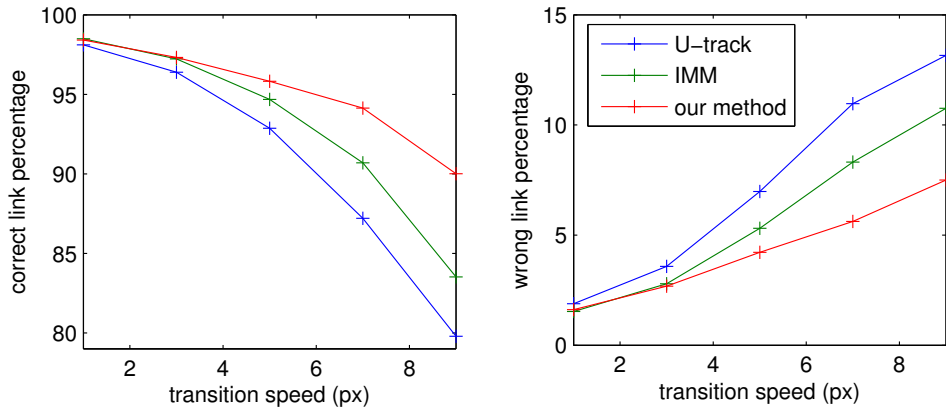 100
95
90
85
80
2
4
6
8
correct link percentage
transition speed (px)
15
10
5
0
2
4
6
8
wrong link percentage
transition speed (px)
U-track
IMM
our method